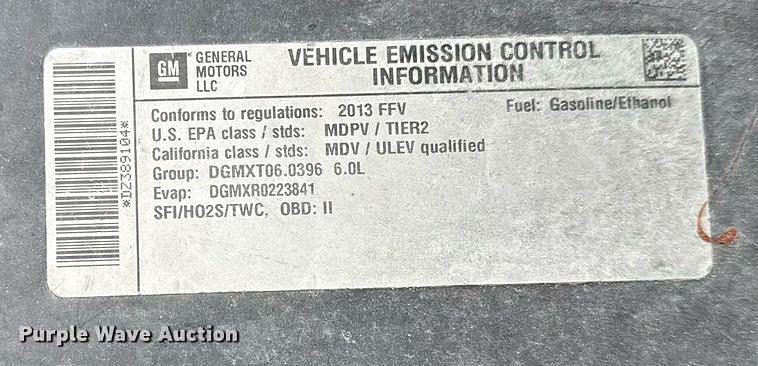 GM
GENERAL
MOTORS
LLC
VEHICLE EMISSION CONTROL
INFORMATION
Conforms to regulations: 2013 FFV
Fuel: Gasoline/Ethanol
U.S. EPA class / stds: MDPV / TIER2
California class / stds: MDV / ULEV qualified
Group: DGMXT06.0396 6.0L
Evap: DGMXR0223841
SFI/HO2S/TWC, OBD: II
*DZ389104*
Purple Wave Auction